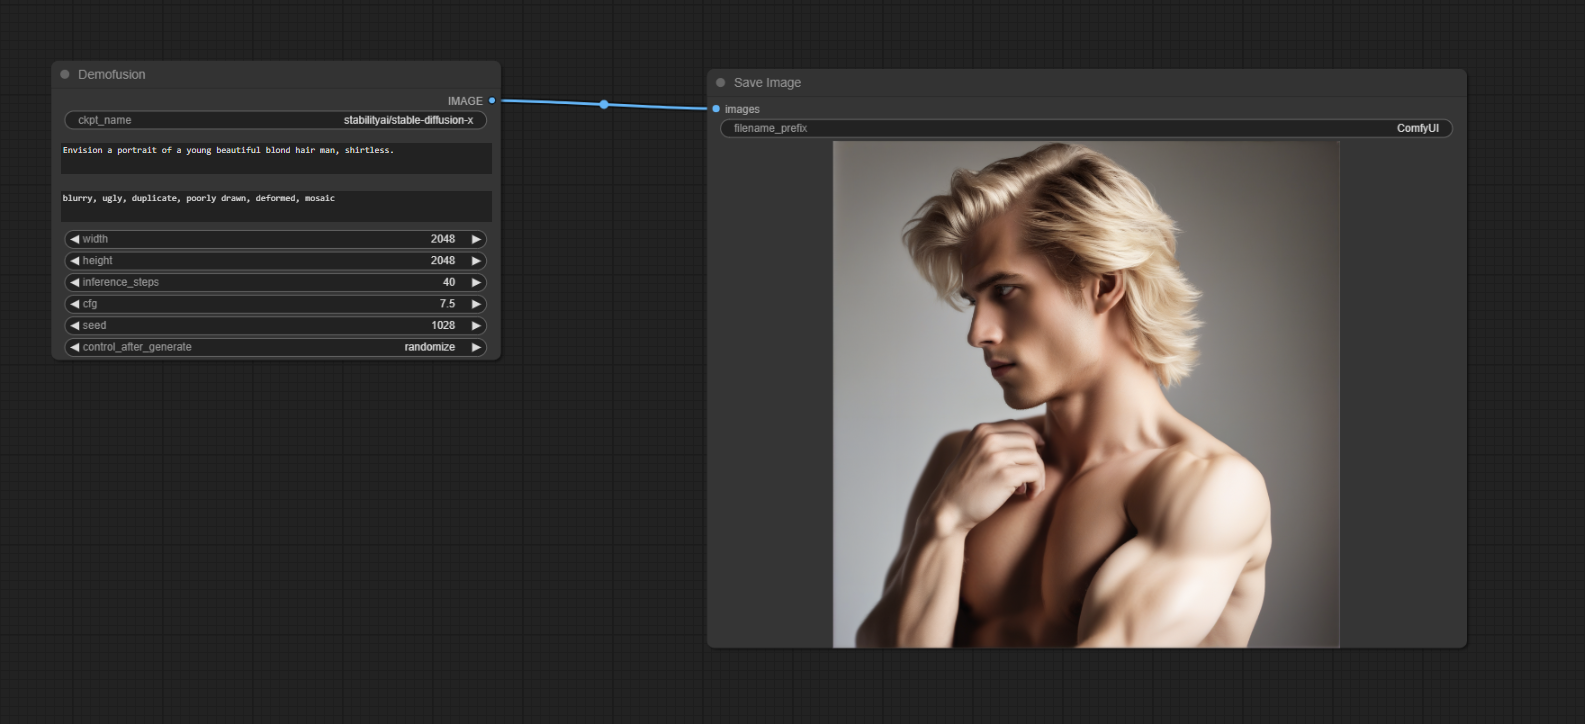 Demofusion
IMAGE
ckpt_name stabilityai/stable-diffusion-x
Envision a portrait of a young beautiful blond hair man, shirtless.
blurry, ugly, duplicate, poorly drawn, deformed, mosaic
width 2048
height 2048
inference_steps 40
cfg 7.5
seed 1028
control_after_generate randomize
Save Image
images
filename_prefix ComfyUI